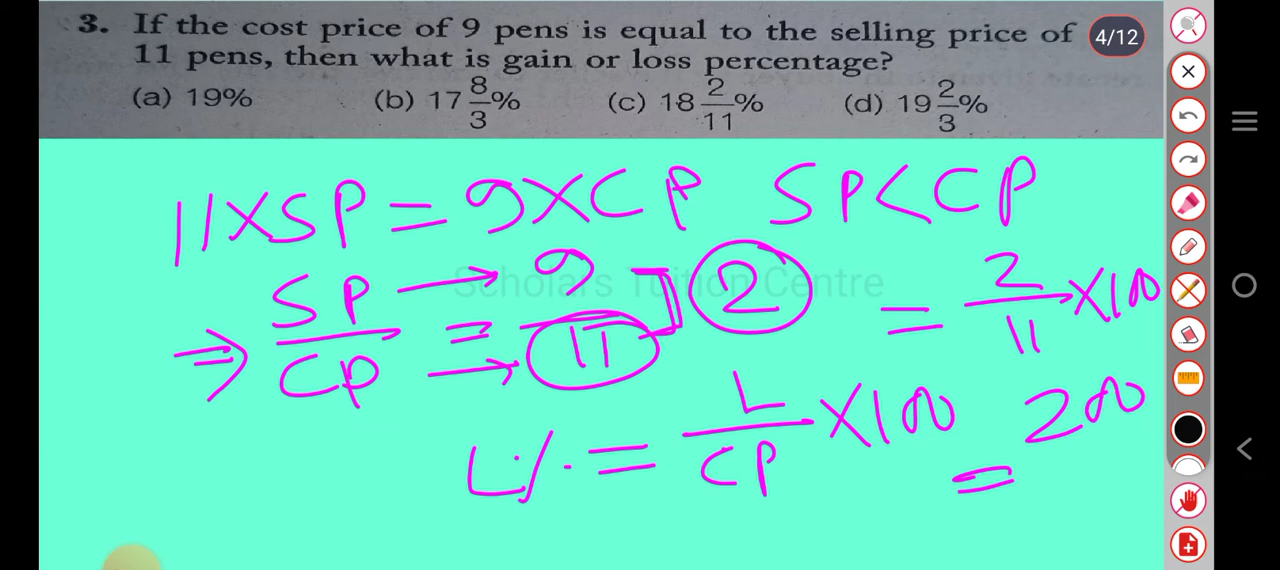 3. If the cost price of 9 pens is equal to the selling price of
11 pens, then what is gain or loss percentage?
(a) 19% (b) 17 8/3% (c) 18 2/11% (d) 19 2/3%
4/12
11×SP=9×CP SP<CP
Scholars Tuition Centre
⇒ SP/CP = 9/11 2 = 2/11 ×100
L%. = L/CP ×100 = 200